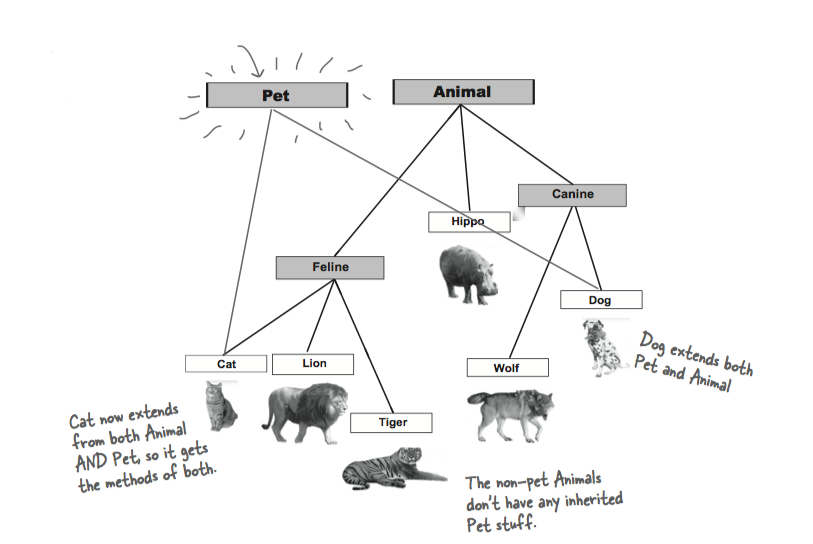 Pet
Animal
Canine
Hippo
Feline
Dog
Dog extends both
Pet and Animal
Cat
Lion
Wolf
Tiger
Cat now extends
from both Animal
AND Pet, so it gets
the methods of both.
The non-pet Animals
don't have any inherited
Pet stuff.